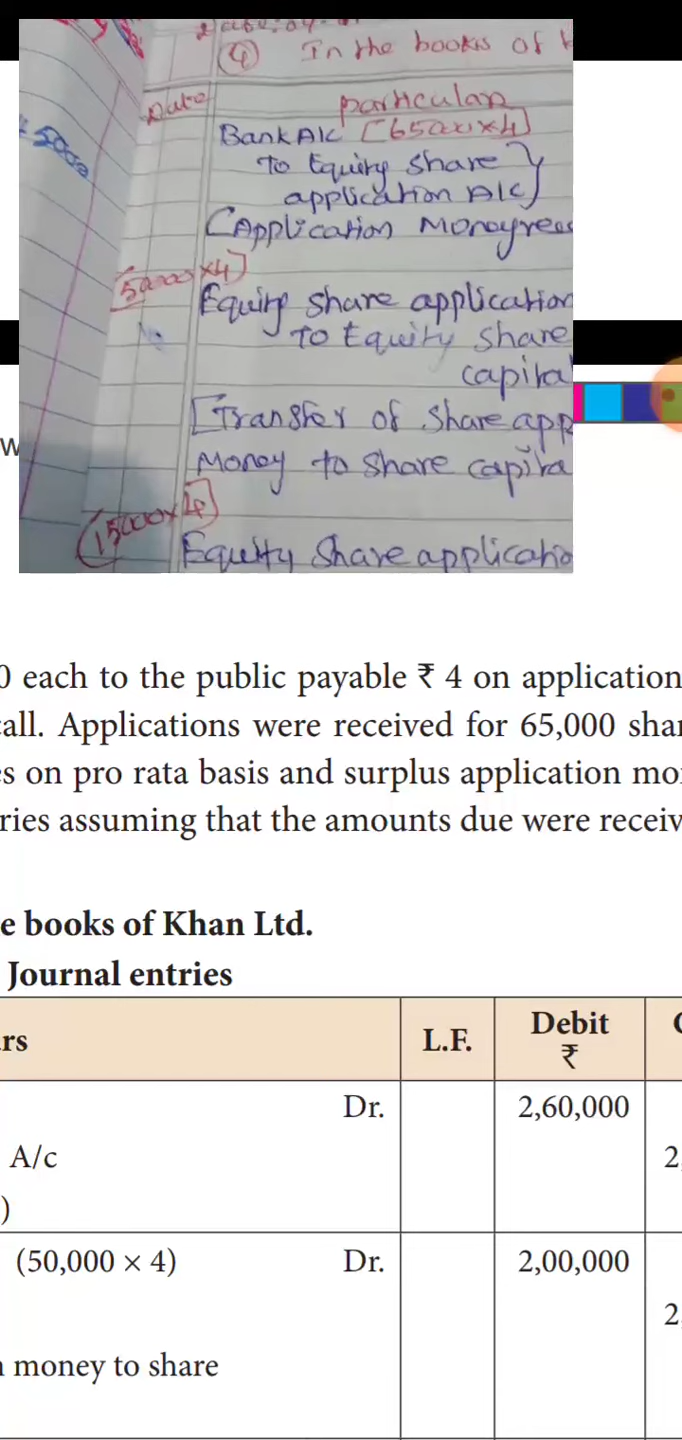 ④ In the books of
Date Particular
Bank A/c [65000×4]
To Equity share
application A/c
(Application Money
[50000×4]
Equity share application
To Equity share
capital
[Transfer of share app
Money to share capita
(15000×4]
Equity Share applicatio
5000
w
0 each to the public payable ₹ 4 on application
call. Applications were received for 65,000 shar
s on pro rata basis and surplus application mo
ries assuming that the amounts due were receiv
e books of Khan Ltd.
Journal entries
rs L.F. Debit
₹
Dr. 2,60,000
A/c 2
)
(50,000 × 4) Dr. 2,00,000
2
n money to share